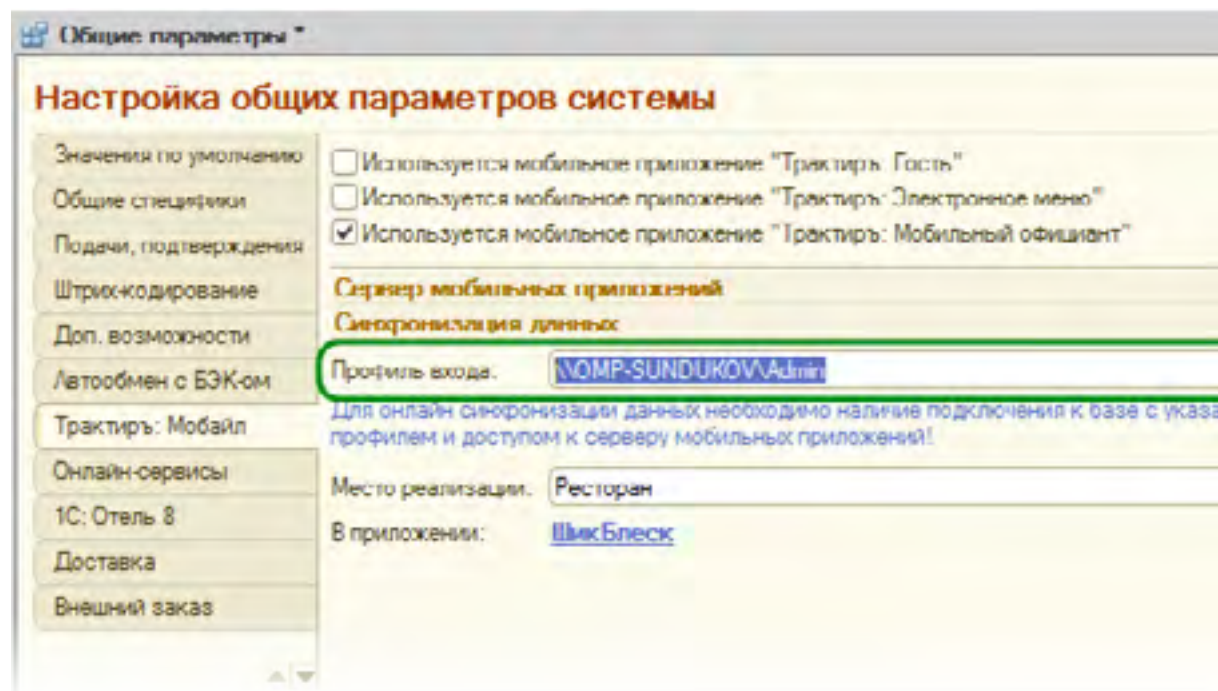 Общие параметры *
Настройка общих параметров системы
Значения по умолчанию
Общие специфики
Подачи, подтверждения
Штрих-кодирование
Доп. возможности
Автообмен с БЭК-ом
Трактиръ: Мобайл
Онлайн-сервисы
1С: Отель 8
Доставка
Внешний заказ
Используется мобильное приложение "Трактиръ: Гость"
Используется мобильное приложение "Трактиръ: Электронное меню"
Используется мобильное приложение "Трактиръ: Мобильный официант"
Сервер мобильных приложений
Синхронизация данных
Профиль входа: \\OMP-SUNDUKOV\Admin
Для онлайн синхронизации данных необходимо наличие подключения к базе с указа
профилем и доступом к серверу мобильных приложений!
Место реализации: Ресторан
В приложении: ШикБлеск